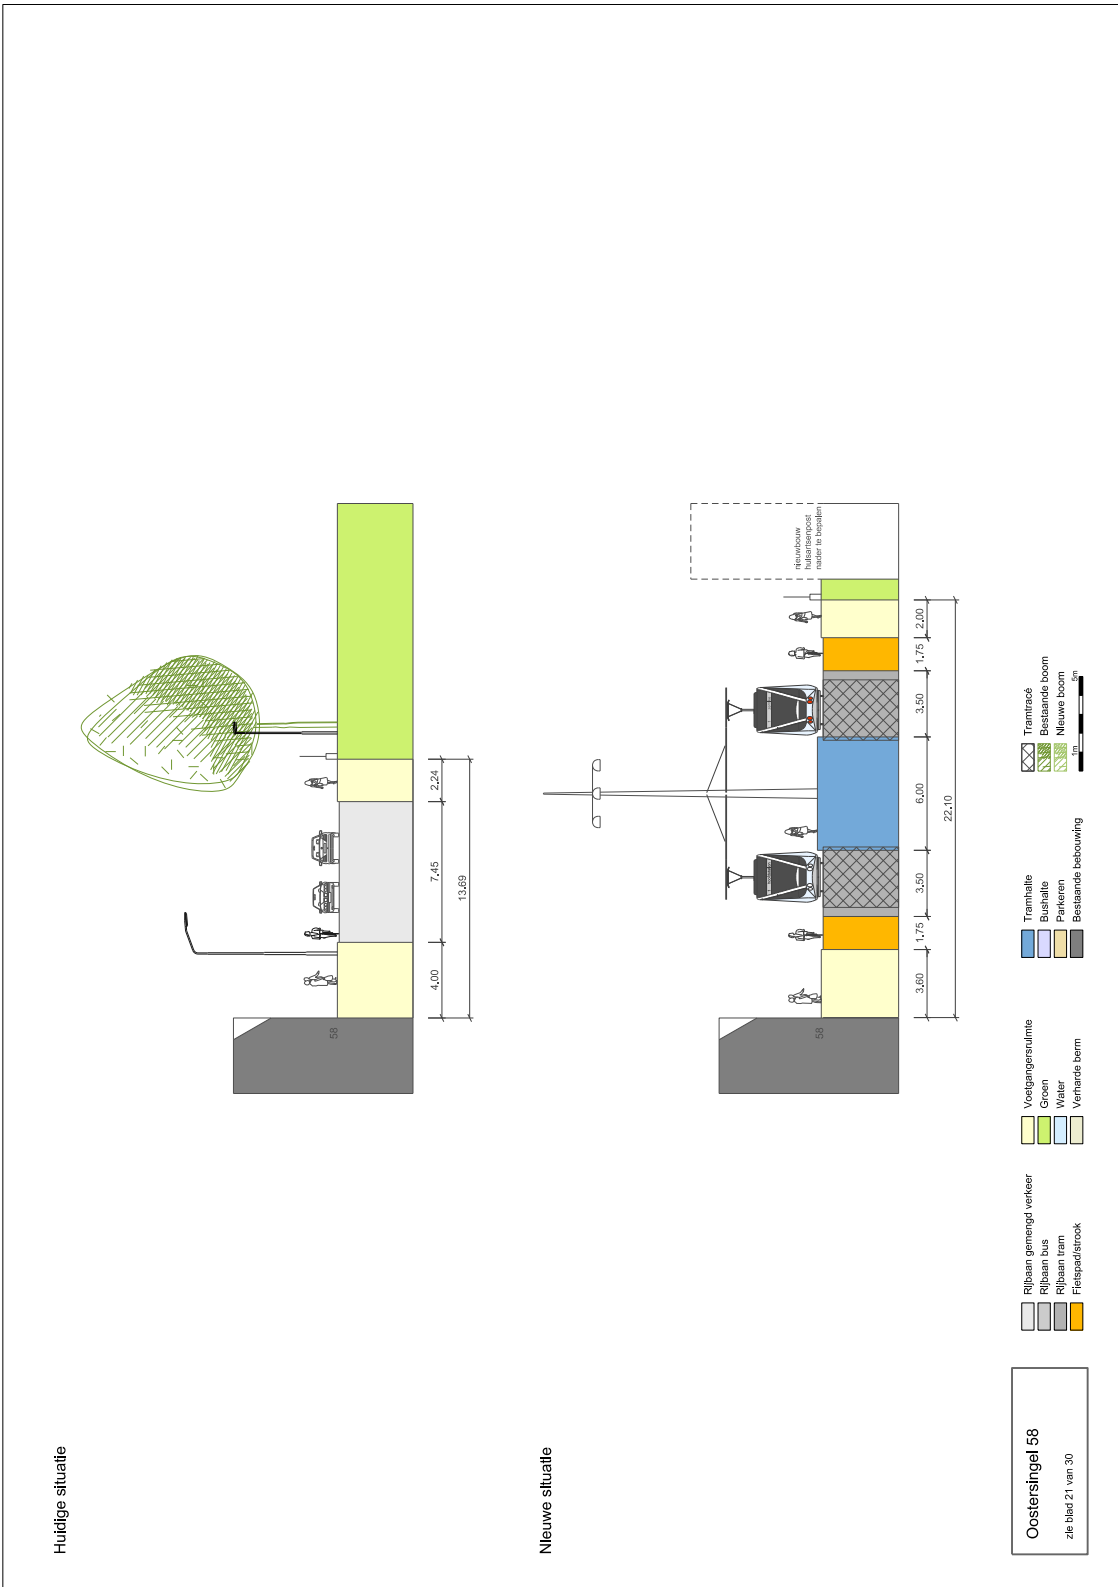 Huidige situatie
58
4.00
7.45
2.24
13.69
Nieuwe situatie
58
nieuwbouw
huisartsenpost
nader te bepalen
3.60
1.75
3.50
6.00
3.50
1.75
2.00
22.10
Oostersingel 58
zie blad 21 van 30
Rijbaan gemengd verkeer
Rijbaan bus
Rijbaan tram
Fietspad/strook
Voetgangersruimte
Groen
Water
Verharde berm
Tramhalte
Bushalte
Parkeren
Bestaande bebouwing
Tramtracé
Bestaande boom
Nieuwe boom
1m
5m